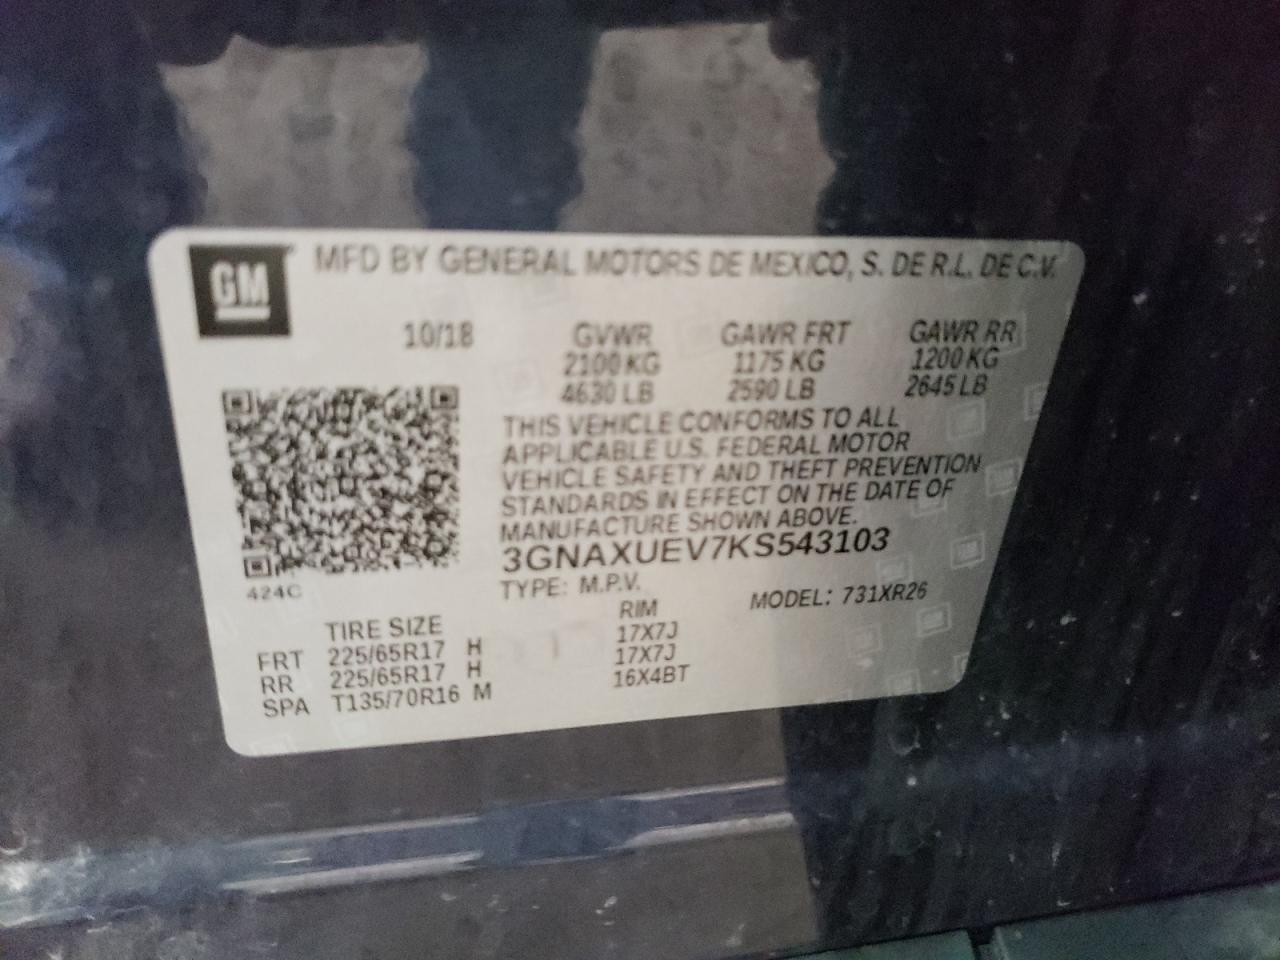 GM
MFD BY GENERAL MOTORS DE MEXICO, S. DE R.L. DE C.V.
10/18 GVWR GAWR FRT GAWR RR
2100 KG 1175 KG 1200 KG
4630 LB 2590 LB 2645 LB
THIS VEHICLE CONFORMS TO ALL
APPLICABLE U.S. FEDERAL MOTOR
VEHICLE SAFETY AND THEFT PREVENTION
STANDARDS IN EFFECT ON THE DATE OF
MANUFACTURE SHOWN ABOVE.
3GNAXUEV7KS543103
424C
TYPE: M.P.V. MODEL: 731XR26
TIRE SIZE RIM
FRT 225/65R17 H 17X7J
RR 225/65R17 H 17X7J
SPA T135/70R16 M 16X4BT